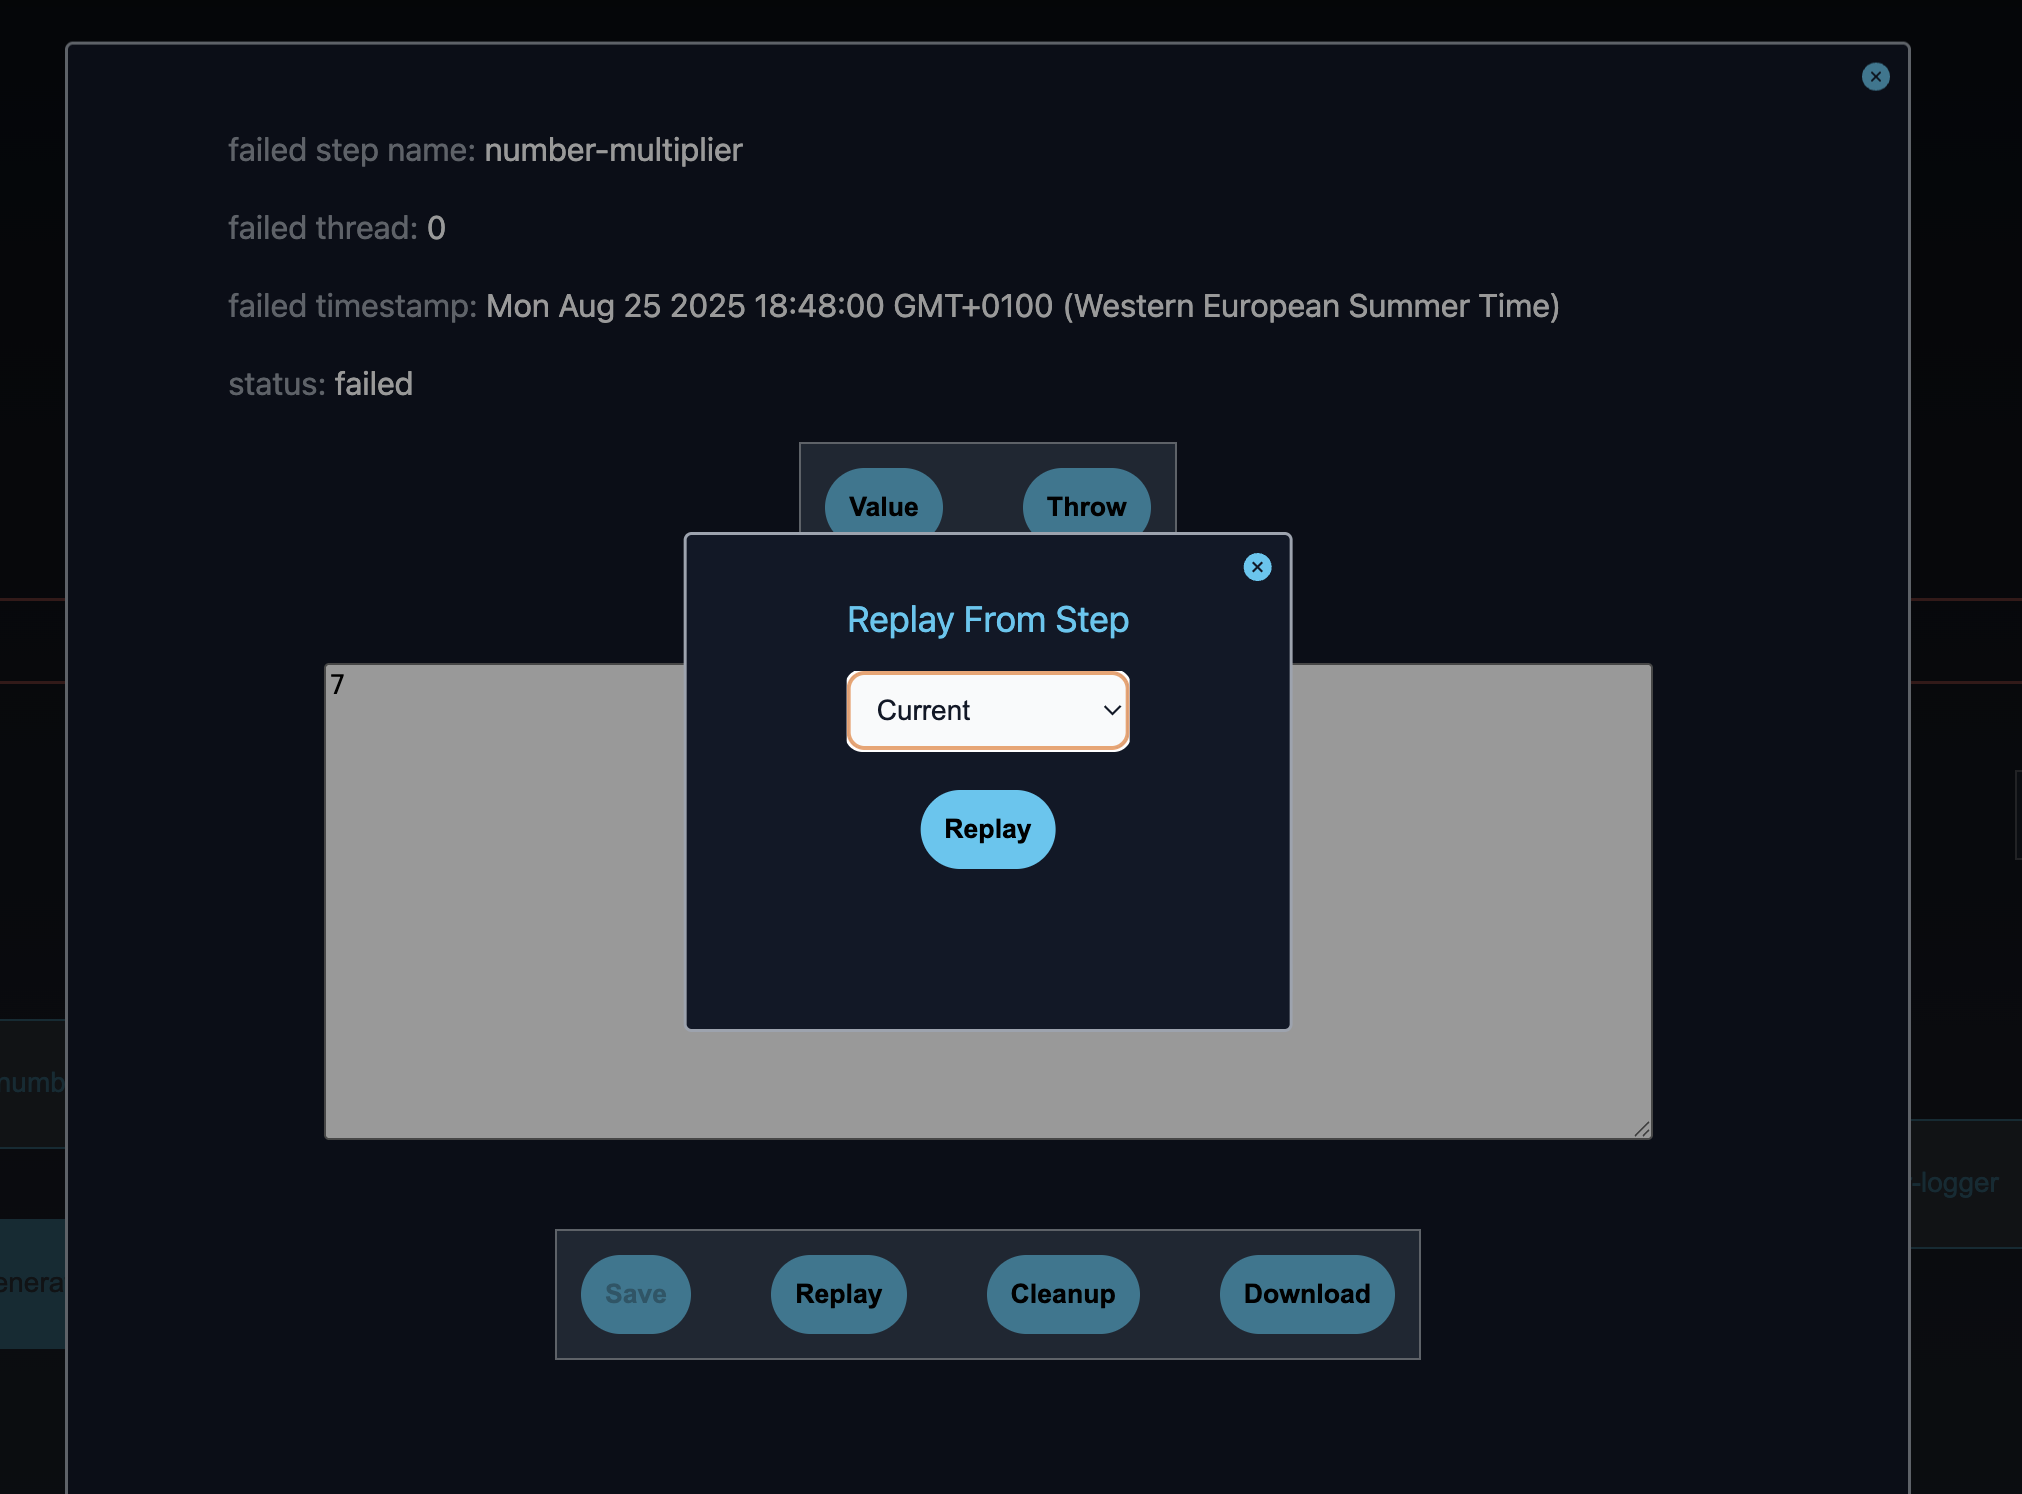 failed step name: number-multiplier
failed thread: 0
failed timestamp: Mon Aug 25 2025 18:48:00 GMT+0100 (Western European Summer Time)
status: failed
Value Throw
Replay From Step
7
Current
Replay
numb
-logger
enera
Save Replay Cleanup Download